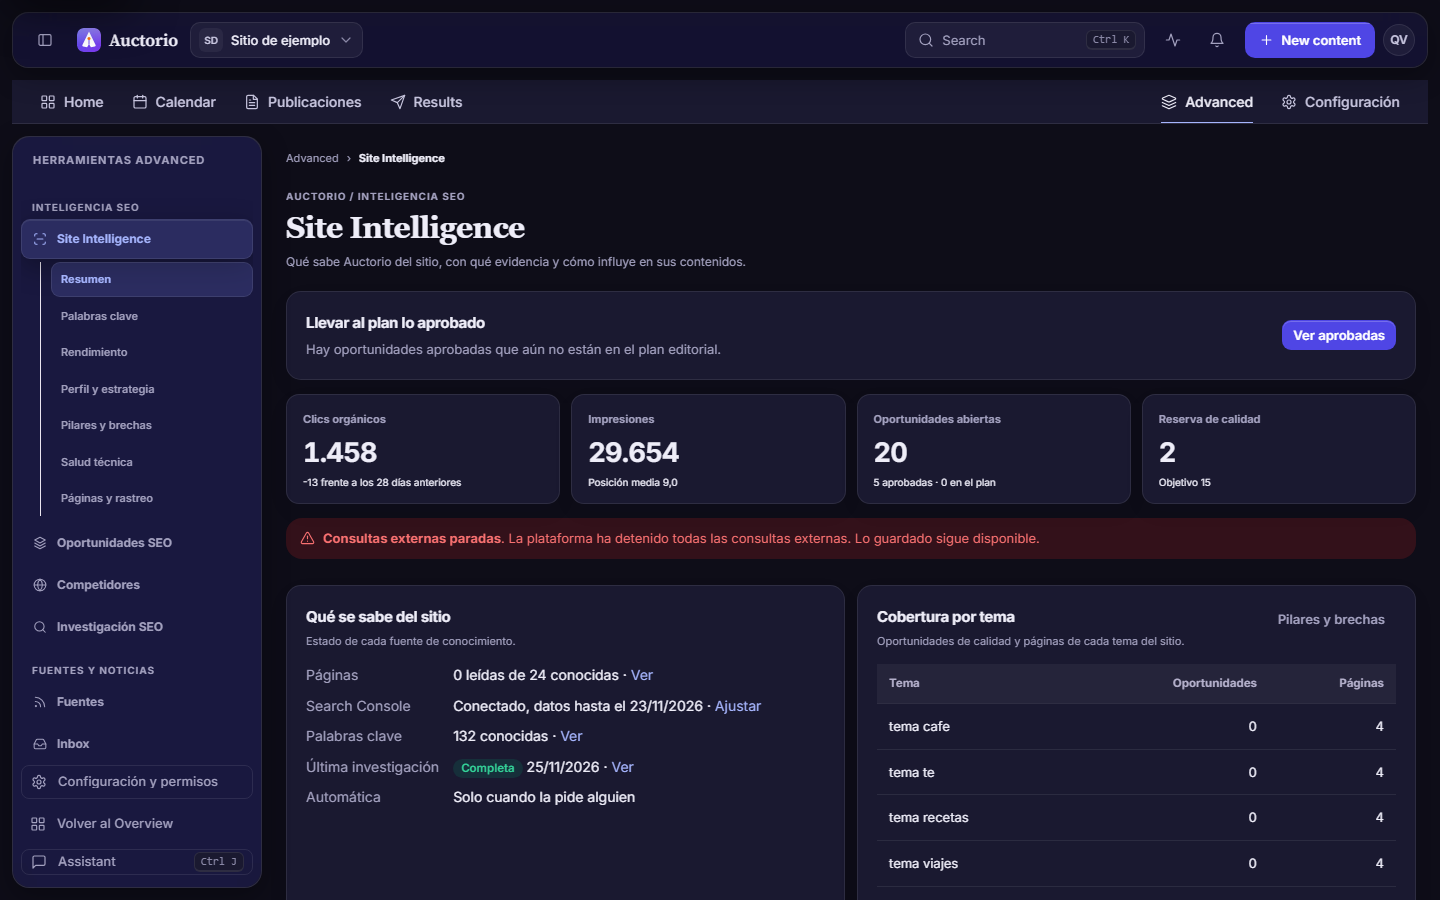 Auctorio
SD Sitio de ejemplo
Search Ctrl K
New content
QV
Home
Calendar
Publicaciones
Results
Advanced
Configuración
HERRAMIENTAS ADVANCED
INTELIGENCIA SEO
Site Intelligence
Resumen
Palabras clave
Rendimiento
Perfil y estrategia
Pilares y brechas
Salud técnica
Páginas y rastreo
Oportunidades SEO
Competidores
Investigación SEO
FUENTES Y NOTICIAS
Fuentes
Inbox
Configuración y permisos
Volver al Overview
Assistant Ctrl J
Advanced › Site Intelligence
AUCTORIO / INTELIGENCIA SEO
Site Intelligence
Qué sabe Auctorio del sitio, con qué evidencia y cómo influye en sus contenidos.
Llevar al plan lo aprobado
Hay oportunidades aprobadas que aún no están en el plan editorial.
Ver aprobadas
Clics orgánicos
1.458
-13 frente a los 28 días anteriores
Impresiones
29.654
Posición media 9,0
Oportunidades abiertas
20
5 aprobadas · 0 en el plan
Reserva de calidad
2
Objetivo 15
Consultas externas paradas. La plataforma ha detenido todas las consultas externas. Lo guardado sigue disponible.
Qué se sabe del sitio
Estado de cada fuente de conocimiento.
Páginas 0 leídas de 24 conocidas · Ver
Search Console Conectado, datos hasta el 23/11/2026 · Ajustar
Palabras clave 132 conocidas · Ver
Última investigación Completa 25/11/2026 · Ver
Automática Solo cuando la pide alguien
Cobertura por tema
Pilares y brechas
Oportunidades de calidad y páginas de cada tema del sitio.
Tema Oportunidades Páginas
tema cafe 0 4
tema te 0 4
tema recetas 0 4
tema viajes 0 4